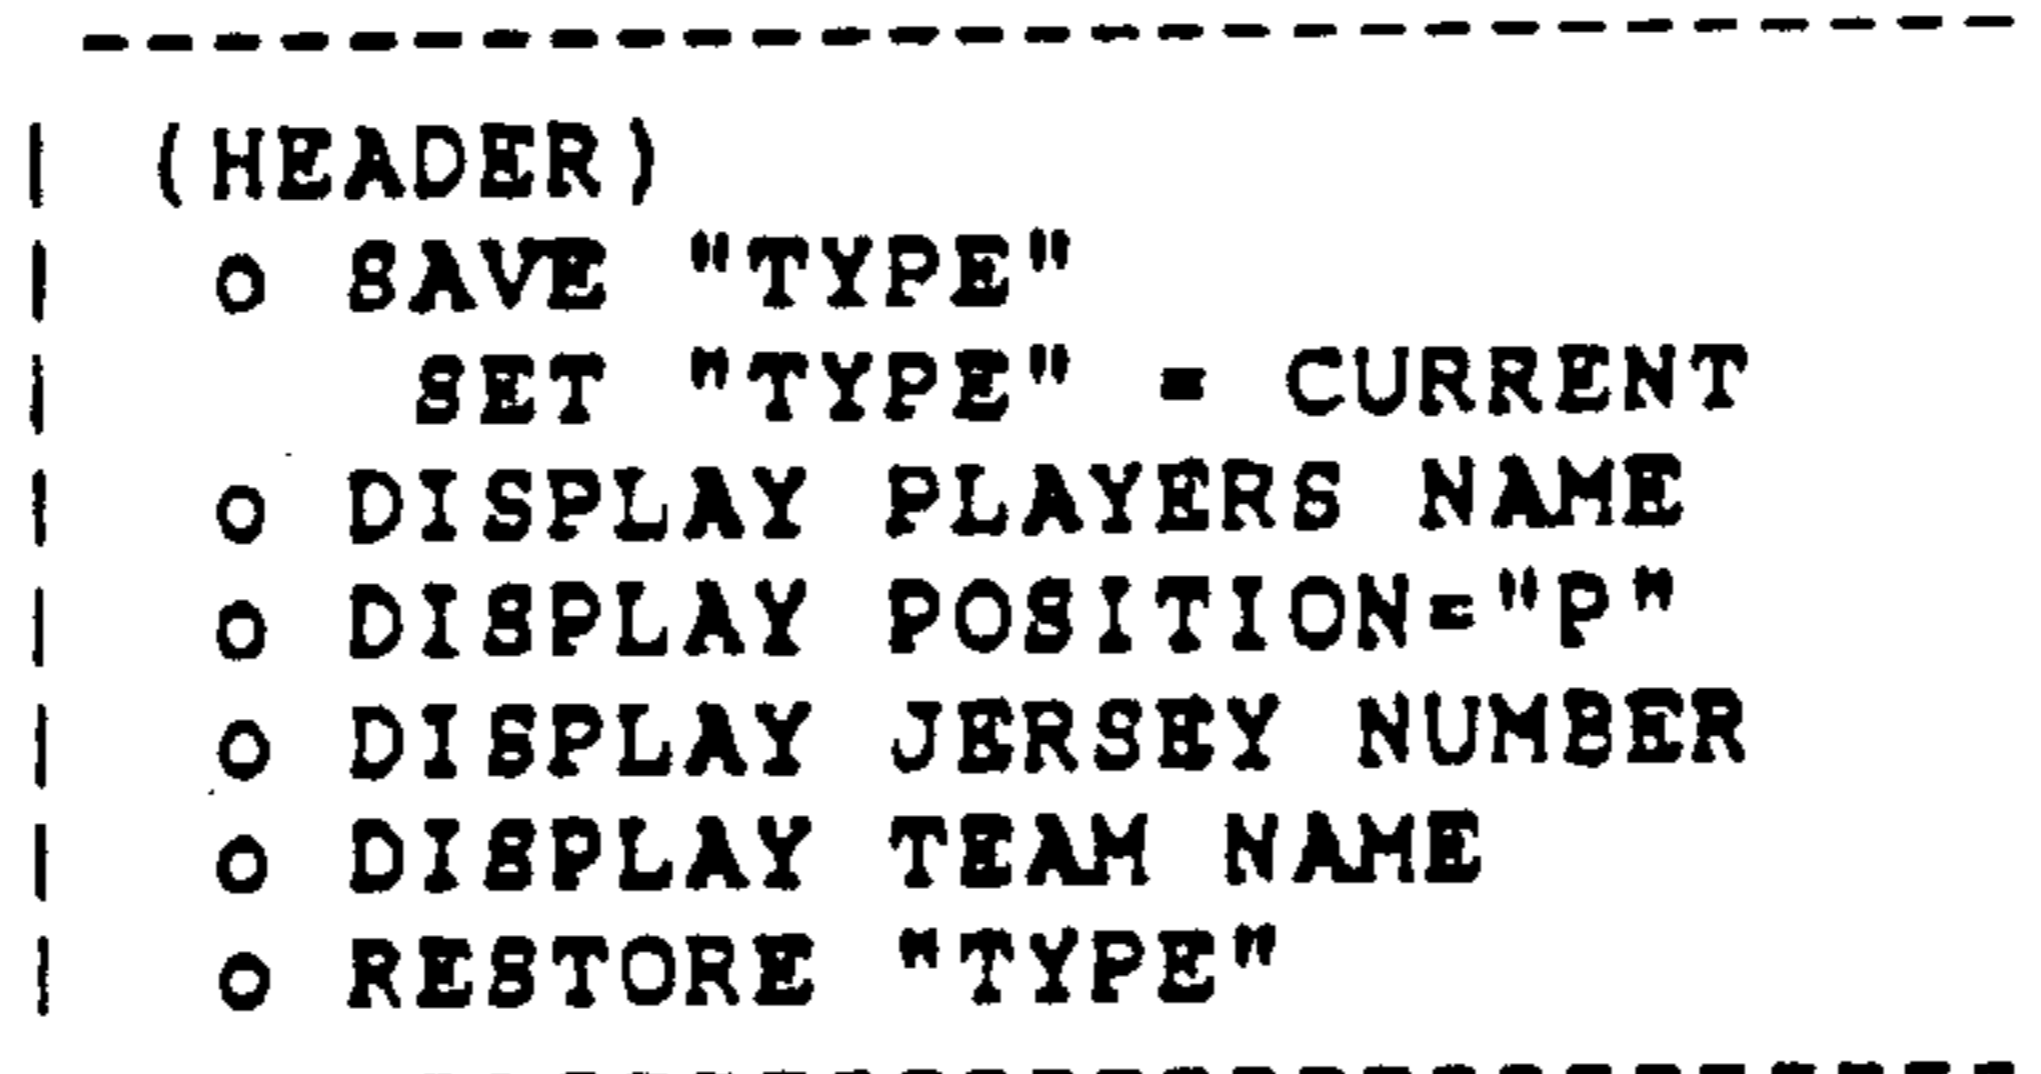 - - - - - - - - - - - - - - - - - - - - - - - - - - - - -
| (HEADER)
| o SAVE "TYPE"
| SET "TYPE" = CURRENT
| o DISPLAY PLAYERS NAME
| o DISPLAY POSITION="P"
| o DISPLAY JERSEY NUMBER
| o DISPLAY TEAM NAME
| o RESTORE "TYPE"